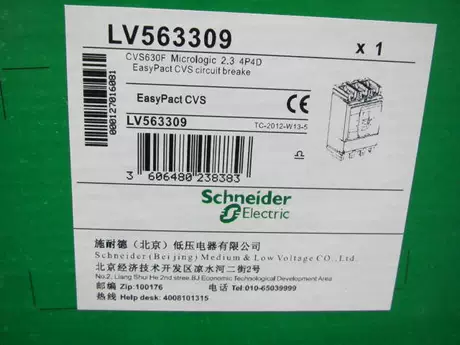 LV563309 x 1
CVS630F Micrologic 2.3 4P4D
EasyPact CVS circuit breake
000127016081
EasyPact CVS CE
LV563309
TC-2012-W13-5
3 606480 238383
Schneider
Electric
施耐德（北京）低压电器有限公司
Schneider (Beijing) Medium & Low Voltage CO., Ltd.
北京经济技术开发区凉水河二街2号
No.2, Liang Shui He 2nd stree.BJ Economic Technological Development Area
邮编 Zip:100176 电话 Tel:010-65039999
热线 Help desk: 4008101315